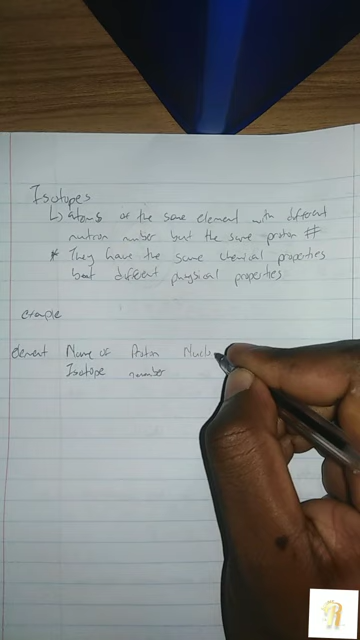 Isotopes
↳ atoms of the same element with different
nutron number but the same proton #
* They have the same chemical properties
but different physical properties
example
element Name of Proton Nucle
Isotope number